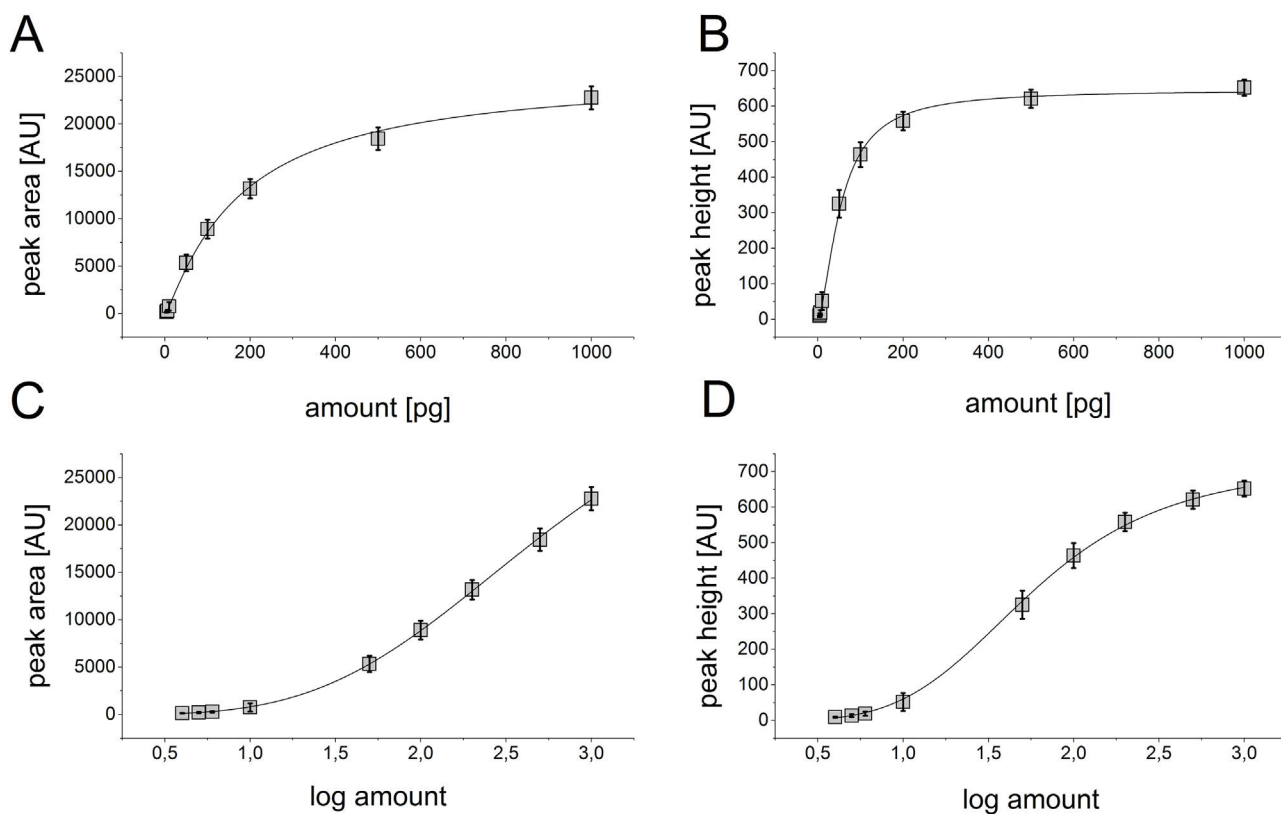 A
peak area [AU]
25000
20000
15000
10000
5000
0
0 200 400 600 800 1000
amount [pg]
B
peak height [AU]
700
600
500
400
300
200
100
0
0 200 400 600 800 1000
amount [pg]
C
peak area [AU]
25000
20000
15000
10000
5000
0
0,5 1,0 1,5 2,0 2,5 3,0
log amount
D
peak height [AU]
700
600
500
400
300
200
100
0
0,5 1,0 1,5 2,0 2,5 3,0
log amount